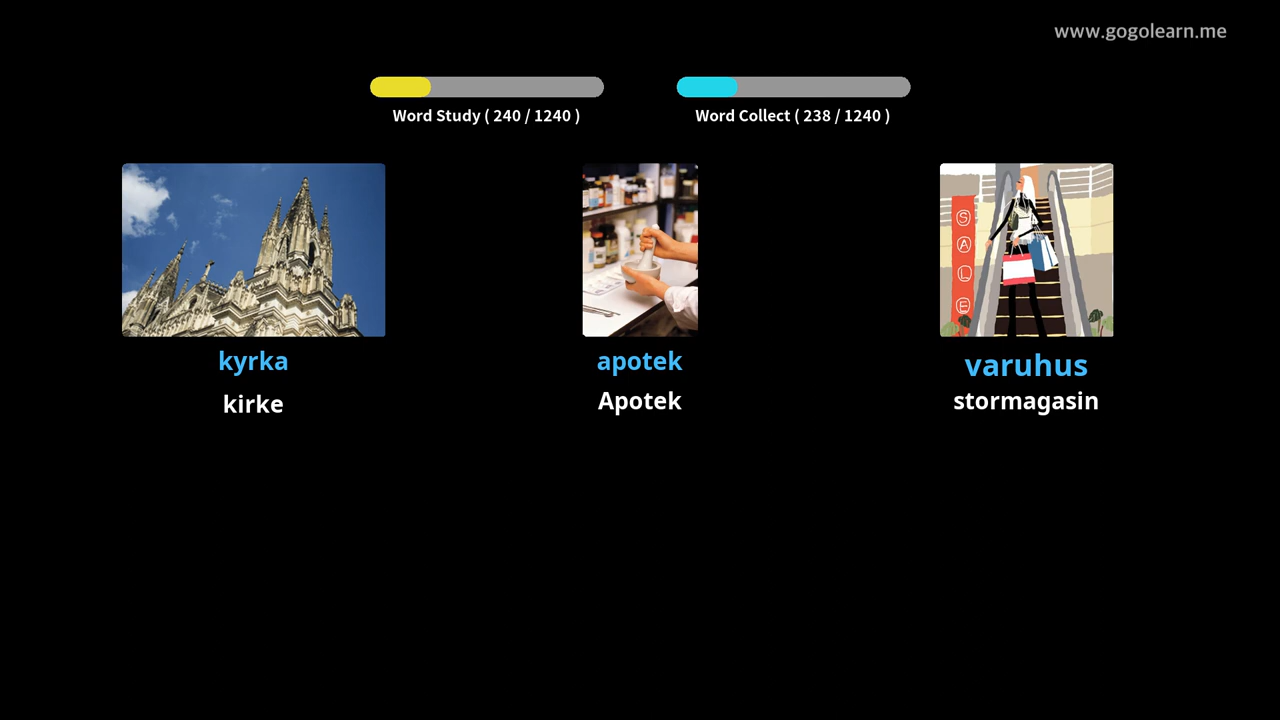 www.gogolearn.me
Word Study ( 240 / 1240 )
Word Collect ( 238 / 1240 )
SALE
kyrka
apotek
varuhus
kirke
Apotek
stormagasin